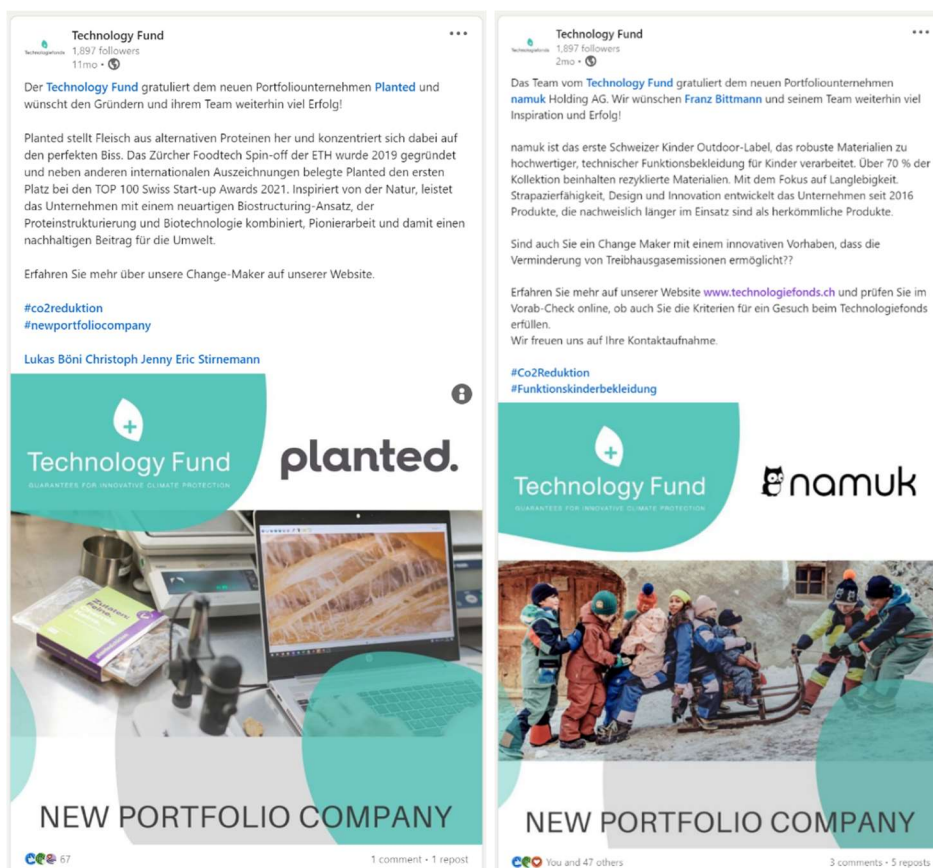 Technology Fund
1,897 followers
11mo •
Der Technology Fund gratuliert dem neuen Portfoliounternehmen Planted und
wünscht den Gründern und ihrem Team weiterhin viel Erfolg!
Planted stellt Fleisch aus alternativen Proteinen her und konzentriert sich dabei auf
den perfekten Biss. Das Zürcher Foodtech Spin-off der ETH wurde 2019 gegründet
und neben anderen internationalen Auszeichnungen belegte Planted den ersten
Platz bei den TOP 100 Swiss Start-up Awards 2021. Inspiriert von der Natur, leistet
das Unternehmen mit einem neuartigen Biostructuring-Ansatz, der
Proteinstrukturierung und Biotechnologie kombiniert, Pionierarbeit und damit einen
nachhaltigen Beitrag für die Umwelt.
Erfahren Sie mehr über unsere Change-Maker auf unserer Website.
#co2reduktion
#newportfoliocompany
Lukas Böni Christoph Jenny Eric Stirnemann
Technology Fund
GUARANTEES FOR INNOVATIVE CLIMATE PROTECTION
planted.
Zutaten:
Keine.
NEW PORTFOLIO COMPANY
67
1 comment • 1 repost
Technology Fund
1,897 followers
2mo •
Das Team vom Technology Fund gratuliert dem neuen Portfoliounternehmen
namuk Holding AG. Wir wünschen Franz Bittmann und seinem Team weiterhin viel
Inspiration und Erfolg!
namuk ist das erste Schweizer Kinder Outdoor-Label, das robuste Materialien zu
hochwertiger, technischer Funktionsbekleidung für Kinder verarbeitet. Über 70 % der
Kollektion beinhalten rezyklierte Materialien. Mit dem Fokus auf Langlebigkeit.
Strapazierfähigkeit, Design und Innovation entwickelt das Unternehmen seit 2016
Produkte, die nachweislich länger im Einsatz sind als herkömmliche Produkte.
Sind auch Sie ein Change Maker mit einem innovativen Vorhaben, dass die
Verminderung von Treibhausgasemissionen ermöglicht??
Erfahren Sie mehr auf unserer Website www.technologiefonds.ch und prüfen Sie im
Vorab-Check online, ob auch Sie die Kriterien für ein Gesuch beim Technologiefonds
erfüllen.
Wir freuen uns auf Ihre Kontaktaufnahme.
#Co2Reduktion
#Funktionskinderbekleidung
Technology Fund
GUARANTEES FOR INNOVATIVE CLIMATE PROTECTION
namuk
NEW PORTFOLIO COMPANY
You and 47 others
3 comments • 5 reposts